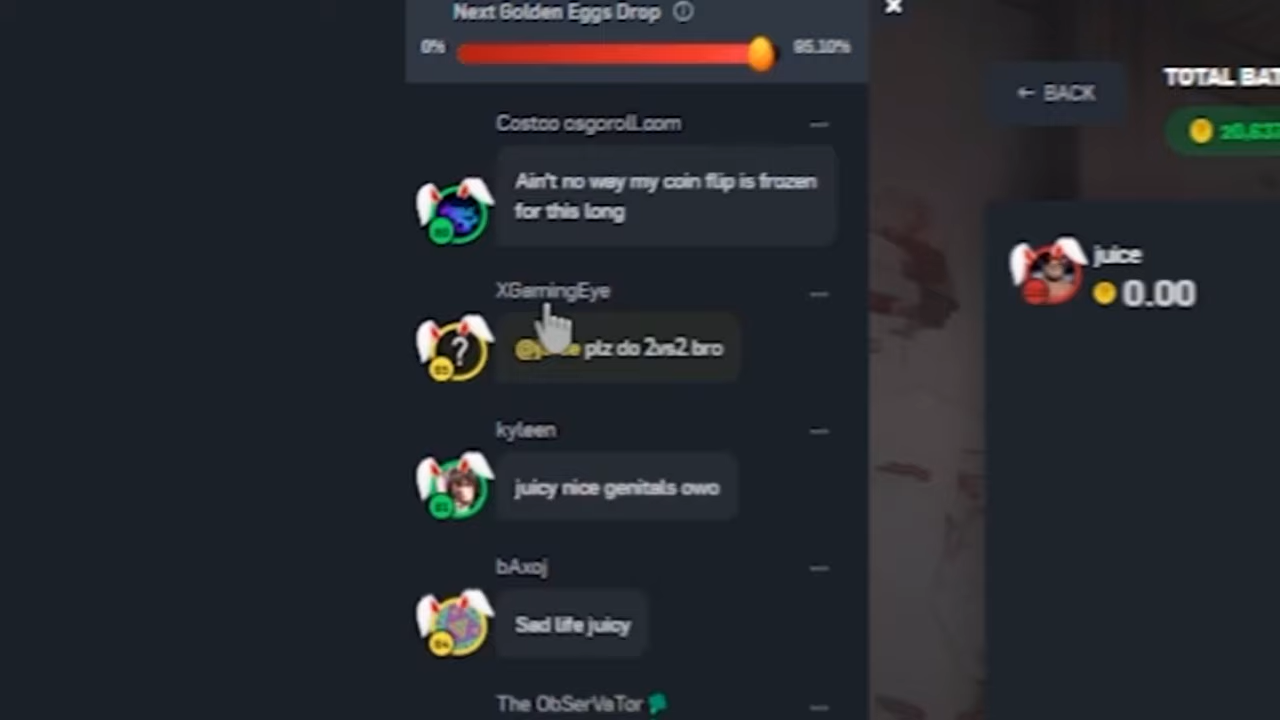 Next Golden Eggs Drop
0%
95.10%
Costco csgoroll.com
Ain't no way my coin flip is frozen
for this long
XGamingEye
plz do 2vs2 bro
kyleen
juicy nice genitals owo
bAxoj
Sad life juicy
The ObSerVaTor
← BACK
TOTAL BAT
juice
0.00